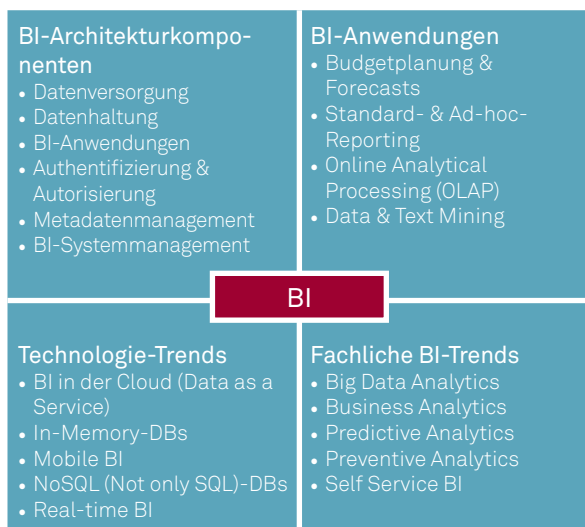 BI-Architekturkompo-
nenten
• Datenversorgung
• Datenhaltung
• BI-Anwendungen
• Authentifizierung &
Autorisierung
• Metadatenmanagement
• BI-Systemmanagement
BI-Anwendungen
• Budgetplanung &
Forecasts
• Standard- & Ad-hoc-
Reporting
• Online Analytical
Processing (OLAP)
• Data & Text Mining
BI
Technologie-Trends
• BI in der Cloud (Data as a
Service)
• In-Memory-DBs
• Mobile BI
• NoSQL (Not only SQL)-DBs
• Real-time BI
Fachliche BI-Trends
• Big Data Analytics
• Business Analytics
• Predictive Analytics
• Preventive Analytics
• Self Service BI